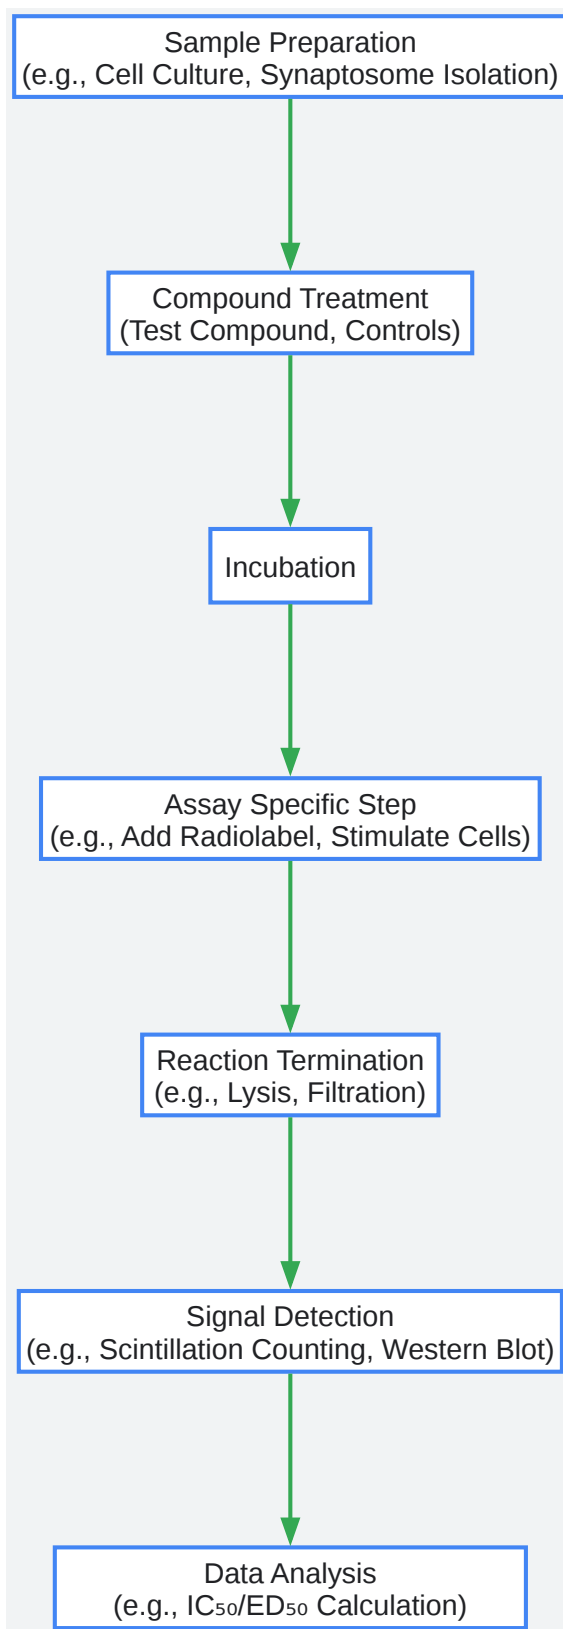 Sample Preparation
(e.g., Cell Culture, Synaptosome Isolation)
Compound Treatment
(Test Compound, Controls)
Incubation
Assay Specific Step
(e.g., Add Radiolabel, Stimulate Cells)
Reaction Termination
(e.g., Lysis, Filtration)
Signal Detection
(e.g., Scintillation Counting, Western Blot)
Data Analysis
(e.g., IC₅₀/ED₅₀ Calculation)